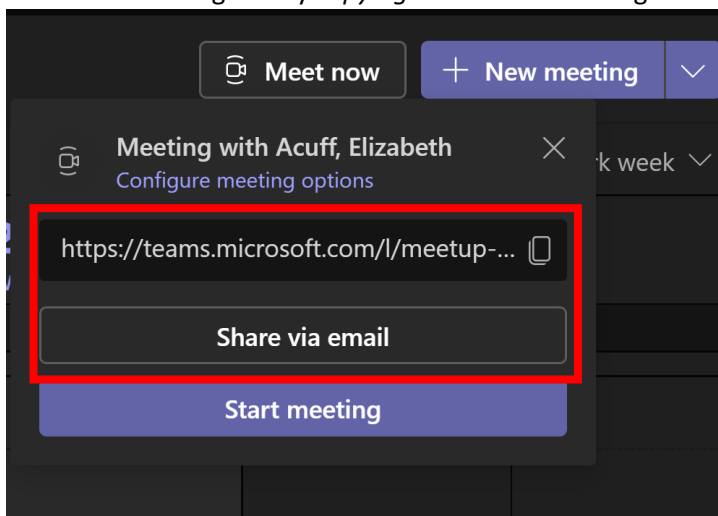 Meet now
New meeting
Meeting with Acuff, Elizabeth
Configure meeting options
k week
https://teams.microsoft.com/l/meetup-...
Share via email
Start meeting